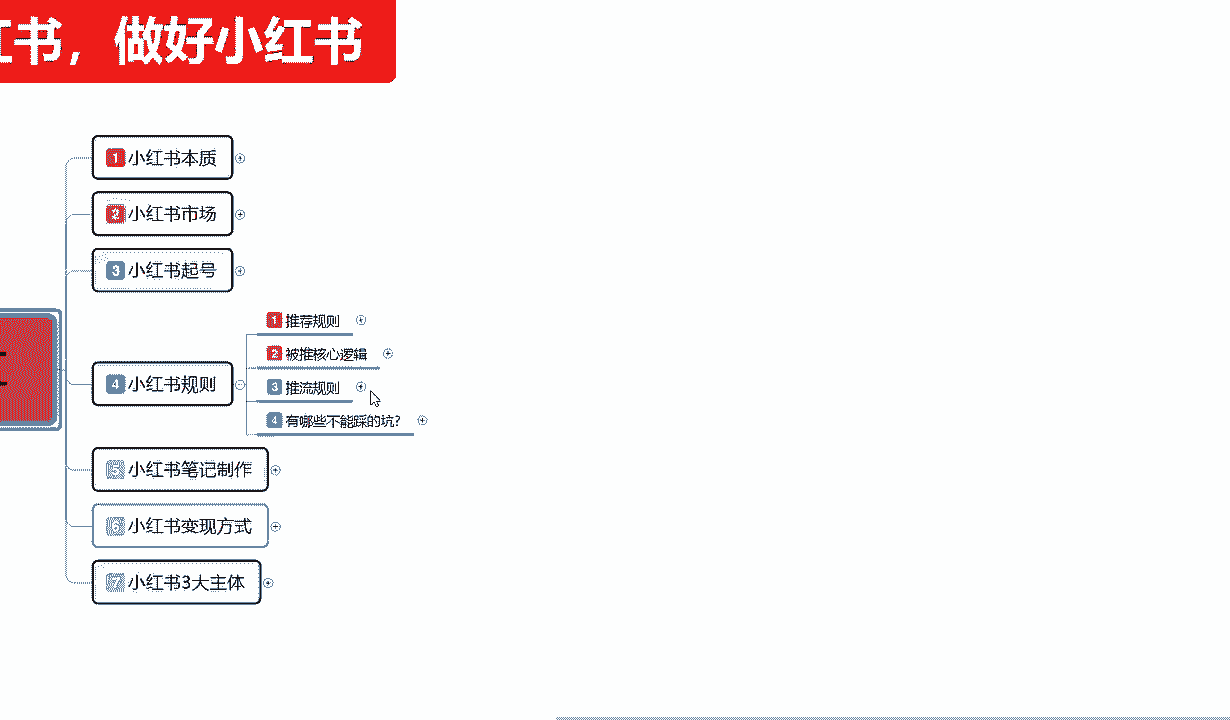 书，做好小红书
1 小红书本质
2 小红书市场
3 小红书起号
4 小红书规则
1 推荐规则
2 被推核心逻辑
3 推流规则
4 有哪些不能踩的坑?
5 小红书笔记制作
6 小红书变现方式
7 小红书3大主体